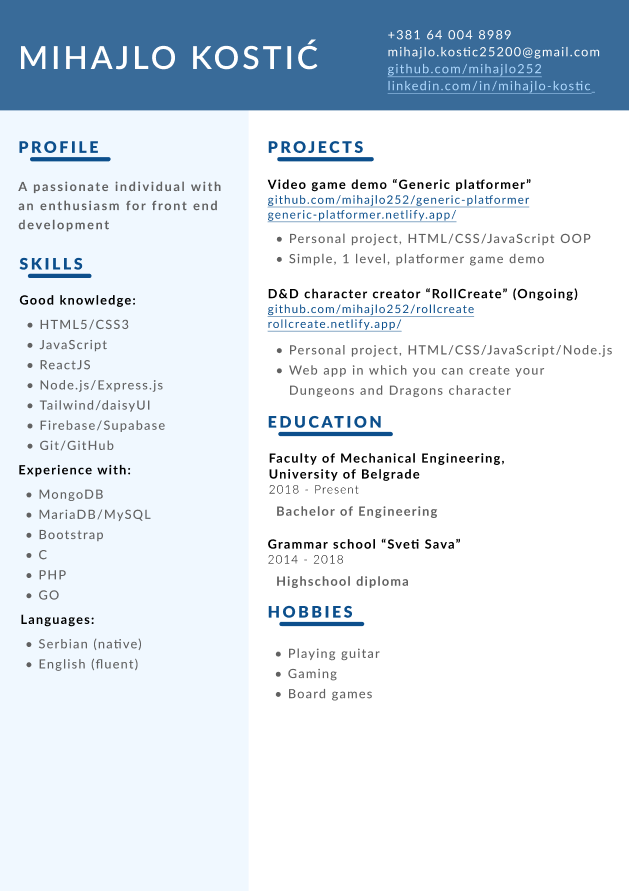 MIHAJLO KOSTIĆ
+381 64 004 8989
mihajlo.kostic25200@gmail.com
github.com/mihajlo252
linkedin.com/in/mihajlo-kostic
PROFILE
A passionate individual with
an enthusiasm for front end
development
SKILLS
Good knowledge:
• HTML5/CSS3
• JavaScript
• ReactJS
• Node.js/Express.js
• Tailwind/daisyUI
• Firebase/Supabase
• Git/GitHub
Experience with:
• MongoDB
• MariaDB/MySQL
• Bootstrap
• C
• PHP
• GO
Languages:
• Serbian (native)
• English (fluent)
PROJECTS
Video game demo “Generic platformer”
github.com/mihajlo252/generic-platformer
generic-platformer.netlify.app/
• Personal project, HTML/CSS/JavaScript OOP
• Simple, 1 level, platformer game demo
D&D character creator “RollCreate” (Ongoing)
github.com/mihajlo252/rollcreate
rollcreate.netlify.app/
• Personal project, HTML/CSS/JavaScript/Node.js
• Web app in which you can create your
Dungeons and Dragons character
EDUCATION
Faculty of Mechanical Engineering,
University of Belgrade
2018 - Present
Bachelor of Engineering
Grammar school “Sveti Sava”
2014 - 2018
Highschool diploma
HOBBIES
• Playing guitar
• Gaming
• Board games